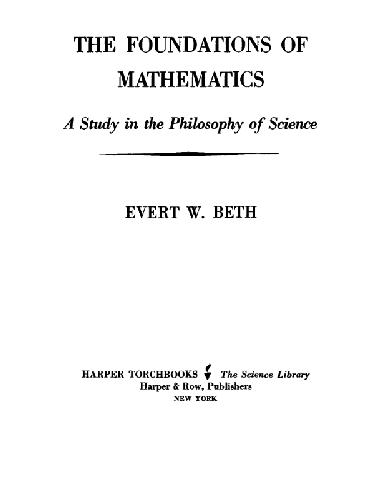 THE FOUNDATIONS OF
MATHEMATICS
A Study in the Philosophy of Science
EVERT W. BETH
HARPER TORCHBOOKS The Science Library
Harper & Row, Publishers
NEW YORK